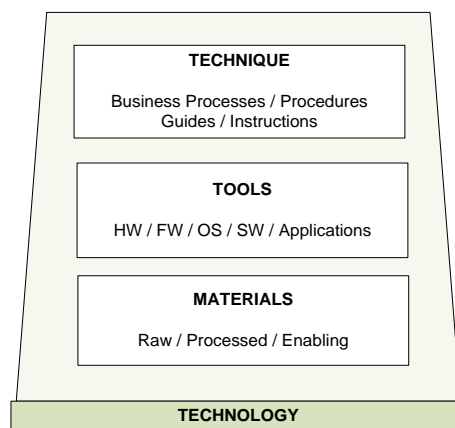 TECHNIQUE
Business Processes / Procedures
Guides / Instructions
TOOLS
HW / FW / OS / SW / Applications
MATERIALS
Raw / Processed / Enabling
TECHNOLOGY